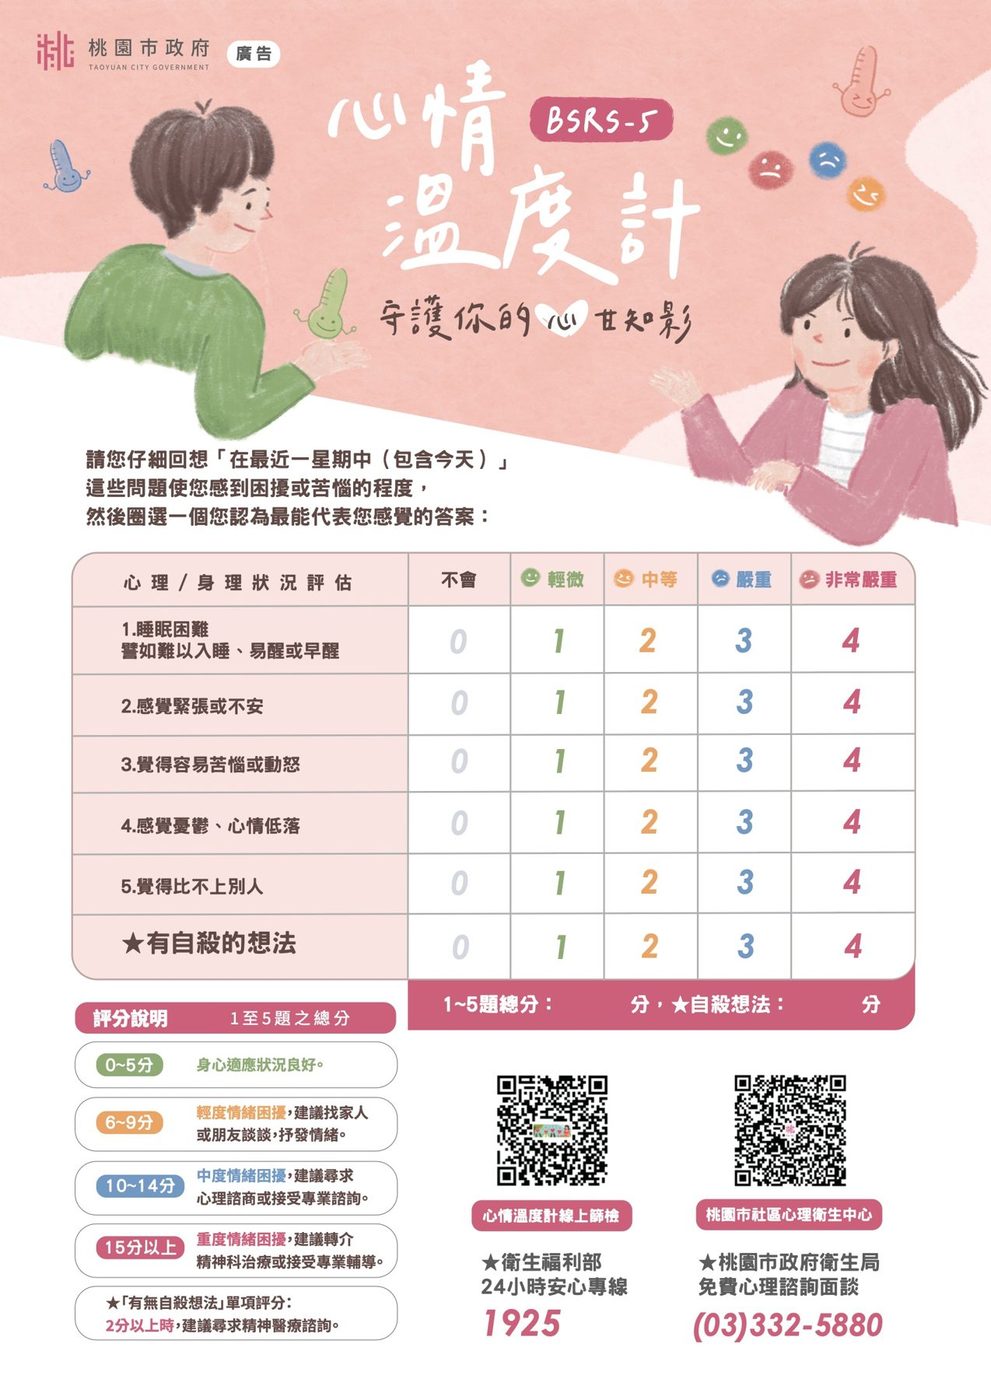 桃園市政府
TAOYUAN CITY GOVERNMENT
廣告
心情
BSRS-5
溫度計
守護你的心世知影
請您仔細回想「在最近一星期中（包含今天）」
這些問題使您感到困擾或苦惱的程度，
然後圈選一個您認為最能代表您感覺的答案：
心理/身理狀況評估 不會 輕微 中等 嚴重 非常嚴重
1.睡眠困難
譬如難以入睡、易醒或早醒 0 1 2 3 4
2.感覺緊張或不安 0 1 2 3 4
3.覺得容易苦惱或動怒 0 1 2 3 4
4.感覺憂鬱、心情低落 0 1 2 3 4
5.覺得比不上別人 0 1 2 3 4
★有自殺的想法 0 1 2 3 4
1~5題總分： 分，★自殺想法： 分
評分說明 1至5題之總分
0~5分 身心適應狀況良好。
6~9分 輕度情緒困擾，建議找家人
或朋友談談，抒發情緒。
10~14分 中度情緒困擾，建議尋求
心理諮商或接受專業諮詢。
15分以上 重度情緒困擾，建議轉介
精神科治療或接受專業輔導。
★「有無自殺想法」單項評分：
2分以上時，建議尋求精神醫療諮詢。
心情溫度計線上篩檢
★衛生福利部
24小時安心專線
1925
桃園市社區心理衛生中心
★桃園市政府衛生局
免費心理諮詢面談
(03)332-5880